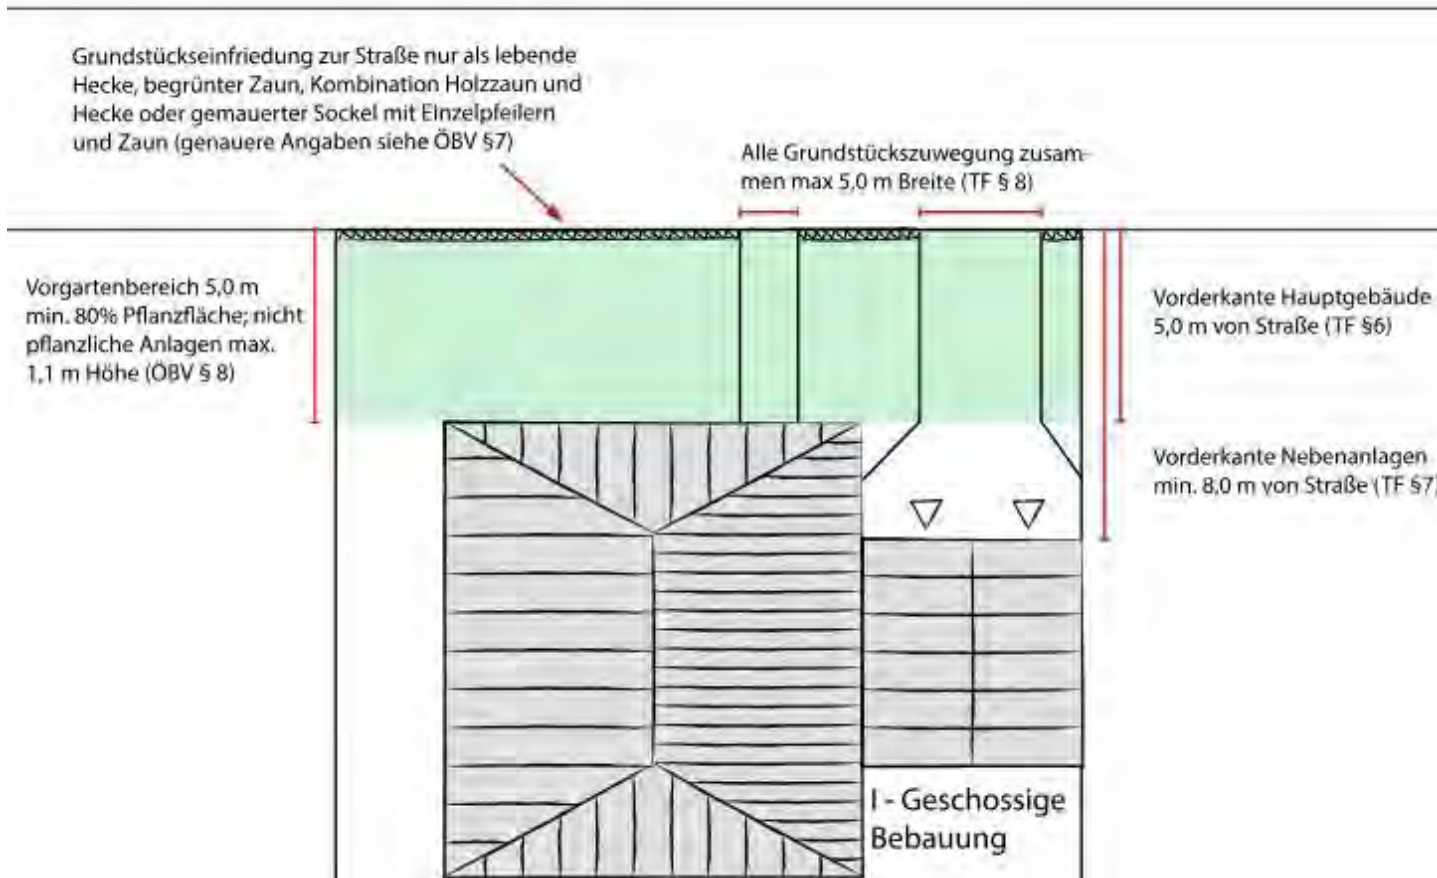 Grundstückseinfriedung zur Straße nur als lebende
Hecke, begrünter Zaun, Kombination Holzzaun und
Hecke oder gemauerter Sockel mit Einzelpfeilern
und Zaun (genauere Angaben siehe ÖBV §7)
Alle Grundstückszuwegung zusam-
men max 5,0 m Breite (TF § 8)
Vorgartenbereich 5,0 m
min. 80% Pflanzfläche; nicht
pflanzliche Anlagen max.
1,1 m Höhe (ÖBV § 8)
Vorderkante Hauptgebäude
5,0 m von Straße (TF §6)
Vorderkante Nebenanlagen
min. 8,0 m von Straße (TF §7)
I - Geschossige
Bebauung